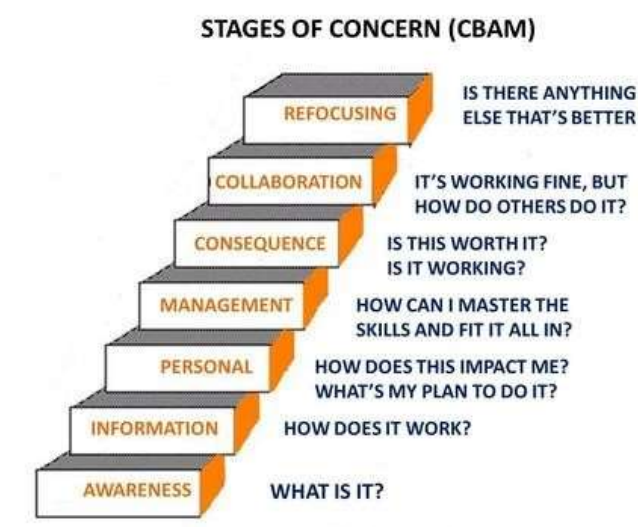 STAGES OF CONCERN (CBAM)
REFOCUSING
IS THERE ANYTHING
ELSE THAT'S BETTER
COLLABORATION
IT'S WORKING FINE, BUT
HOW DO OTHERS DO IT?
CONSEQUENCE
IS THIS WORTH IT?
IS IT WORKING?
MANAGEMENT
HOW CAN I MASTER THE
SKILLS AND FIT IT ALL IN?
PERSONAL
HOW DOES THIS IMPACT ME?
WHAT'S MY PLAN TO DO IT?
INFORMATION
HOW DOES IT WORK?
AWARENESS
WHAT IS IT?